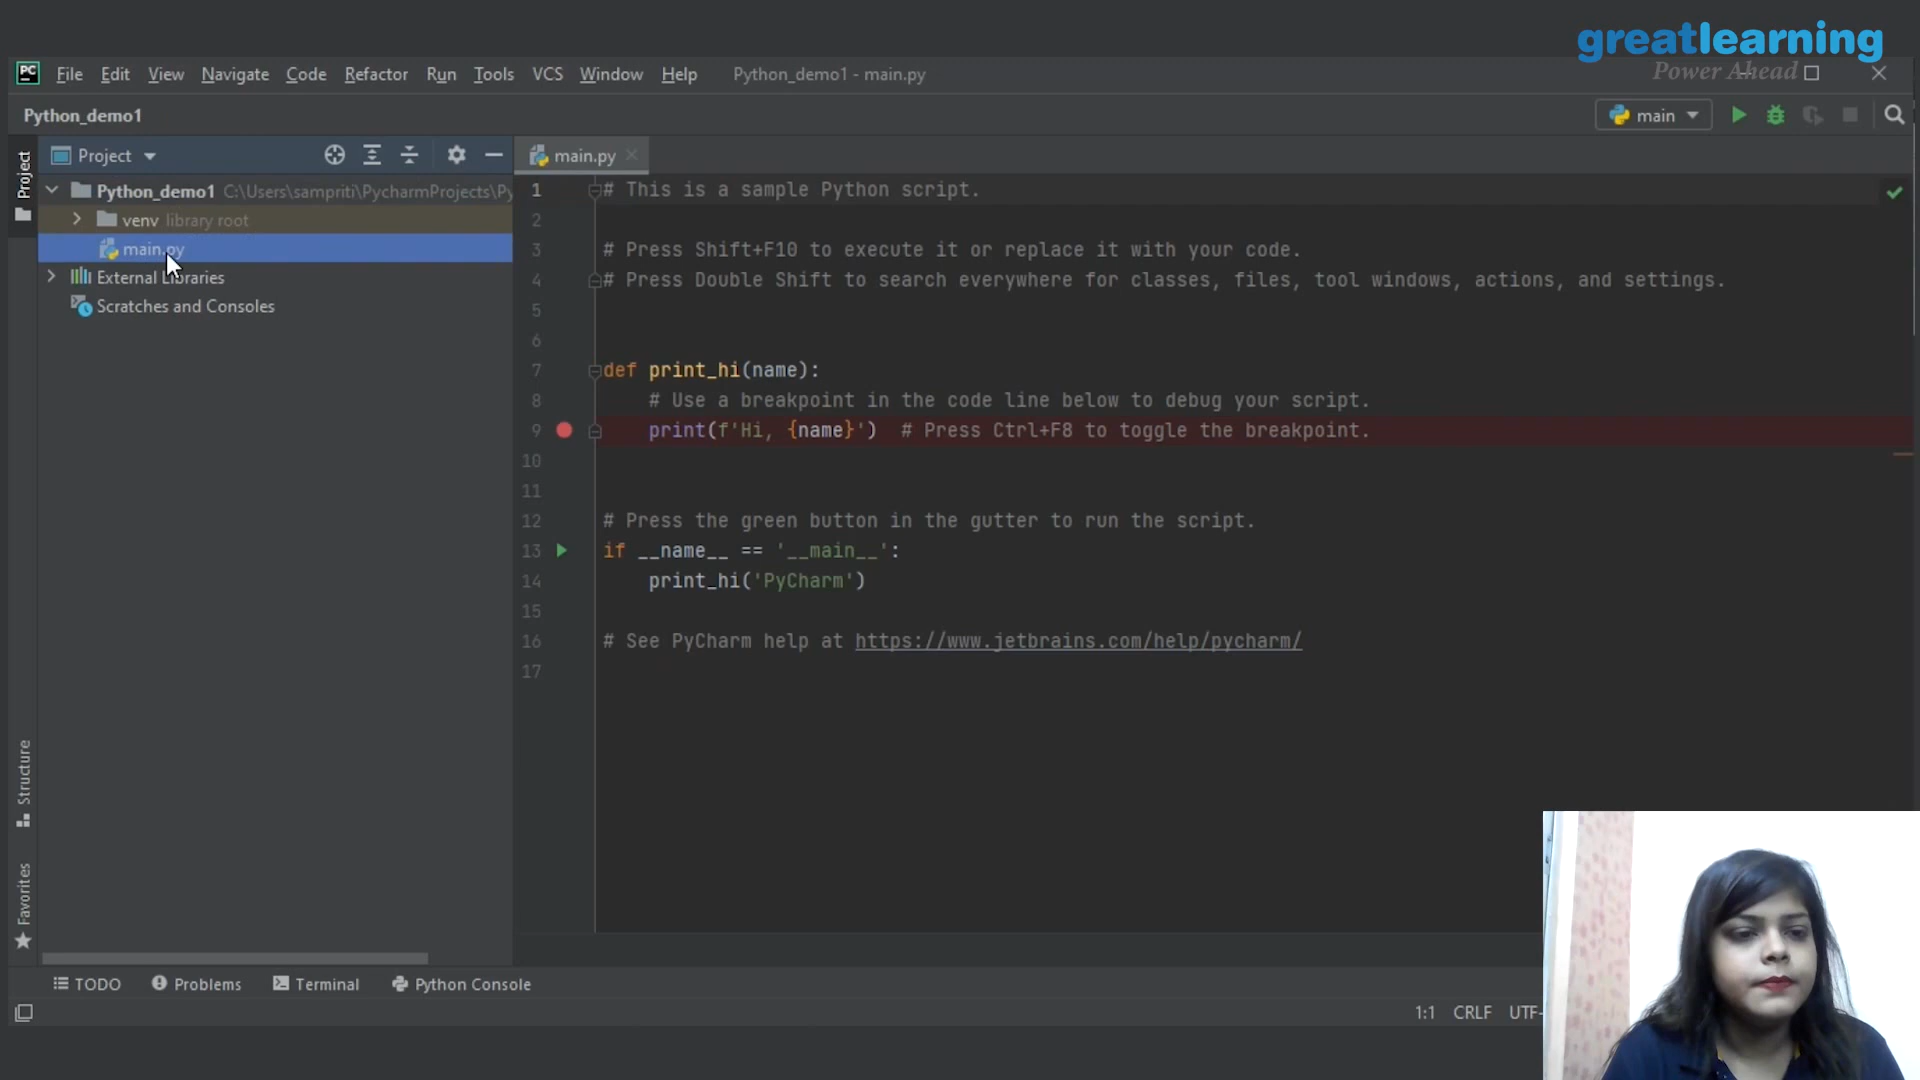 greatlearning
Power Ahead
PC File Edit View Navigate Code Refactor Run Tools VCS Window Help Python_demo1 - main.py
Python_demo1
main
Project
Project
main.py
Python_demo1 C:\Users\sampriti\PycharmProjects\Py
venv library root
main.py
External Libraries
Scratches and Consoles
1 # This is a sample Python script.
2
3 # Press Shift+F10 to execute it or replace it with your code.
4 # Press Double Shift to search everywhere for classes, files, tool windows, actions, and settings.
5
6
7 def print_hi(name):
8 # Use a breakpoint in the code line below to debug your script.
9 print(f'Hi, {name}') # Press Ctrl+F8 to toggle the breakpoint.
10
11
12 # Press the green button in the gutter to run the script.
13 if __name__ == '__main__':
14 print_hi('PyCharm')
15
16 # See PyCharm help at https://www.jetbrains.com/help/pycharm/
17
Structure
Favorites
TODO Problems Terminal Python Console
1:1 CRLF UTF-